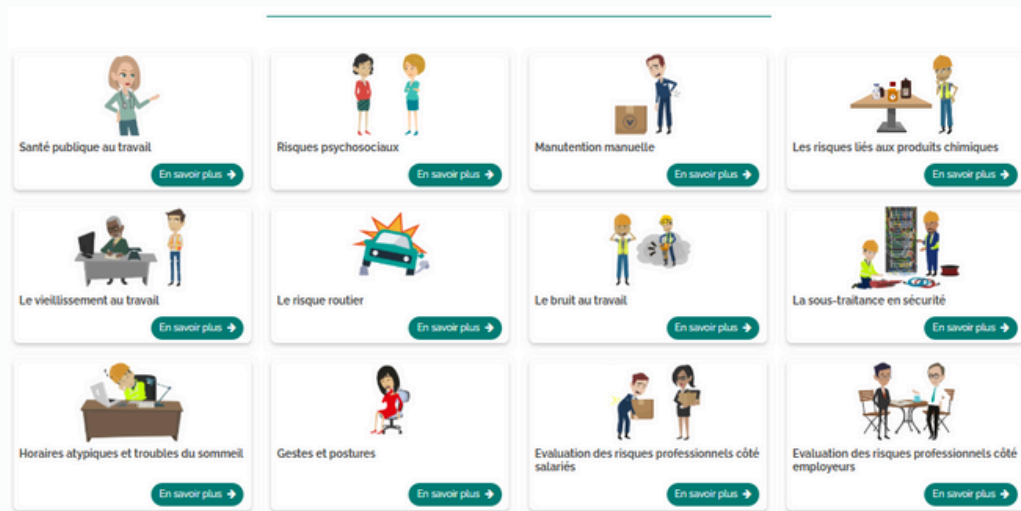 Santé publique au travail
En savoir plus →
Risques psychosociaux
En savoir plus →
Manutention manuelle
En savoir plus →
Les risques liés aux produits chimiques
En savoir plus →
Le vieillissement au travail
En savoir plus →
Le risque routier
En savoir plus →
Le bruit au travail
En savoir plus →
La sous-traitance en sécurité
En savoir plus →
Horaires atypiques et troubles du sommeil
En savoir plus →
Gestes et postures
En savoir plus →
Evaluation des risques professionnels côté
salariés
En savoir plus →
Evaluation des risques professionnels côté
employeurs
En savoir plus →